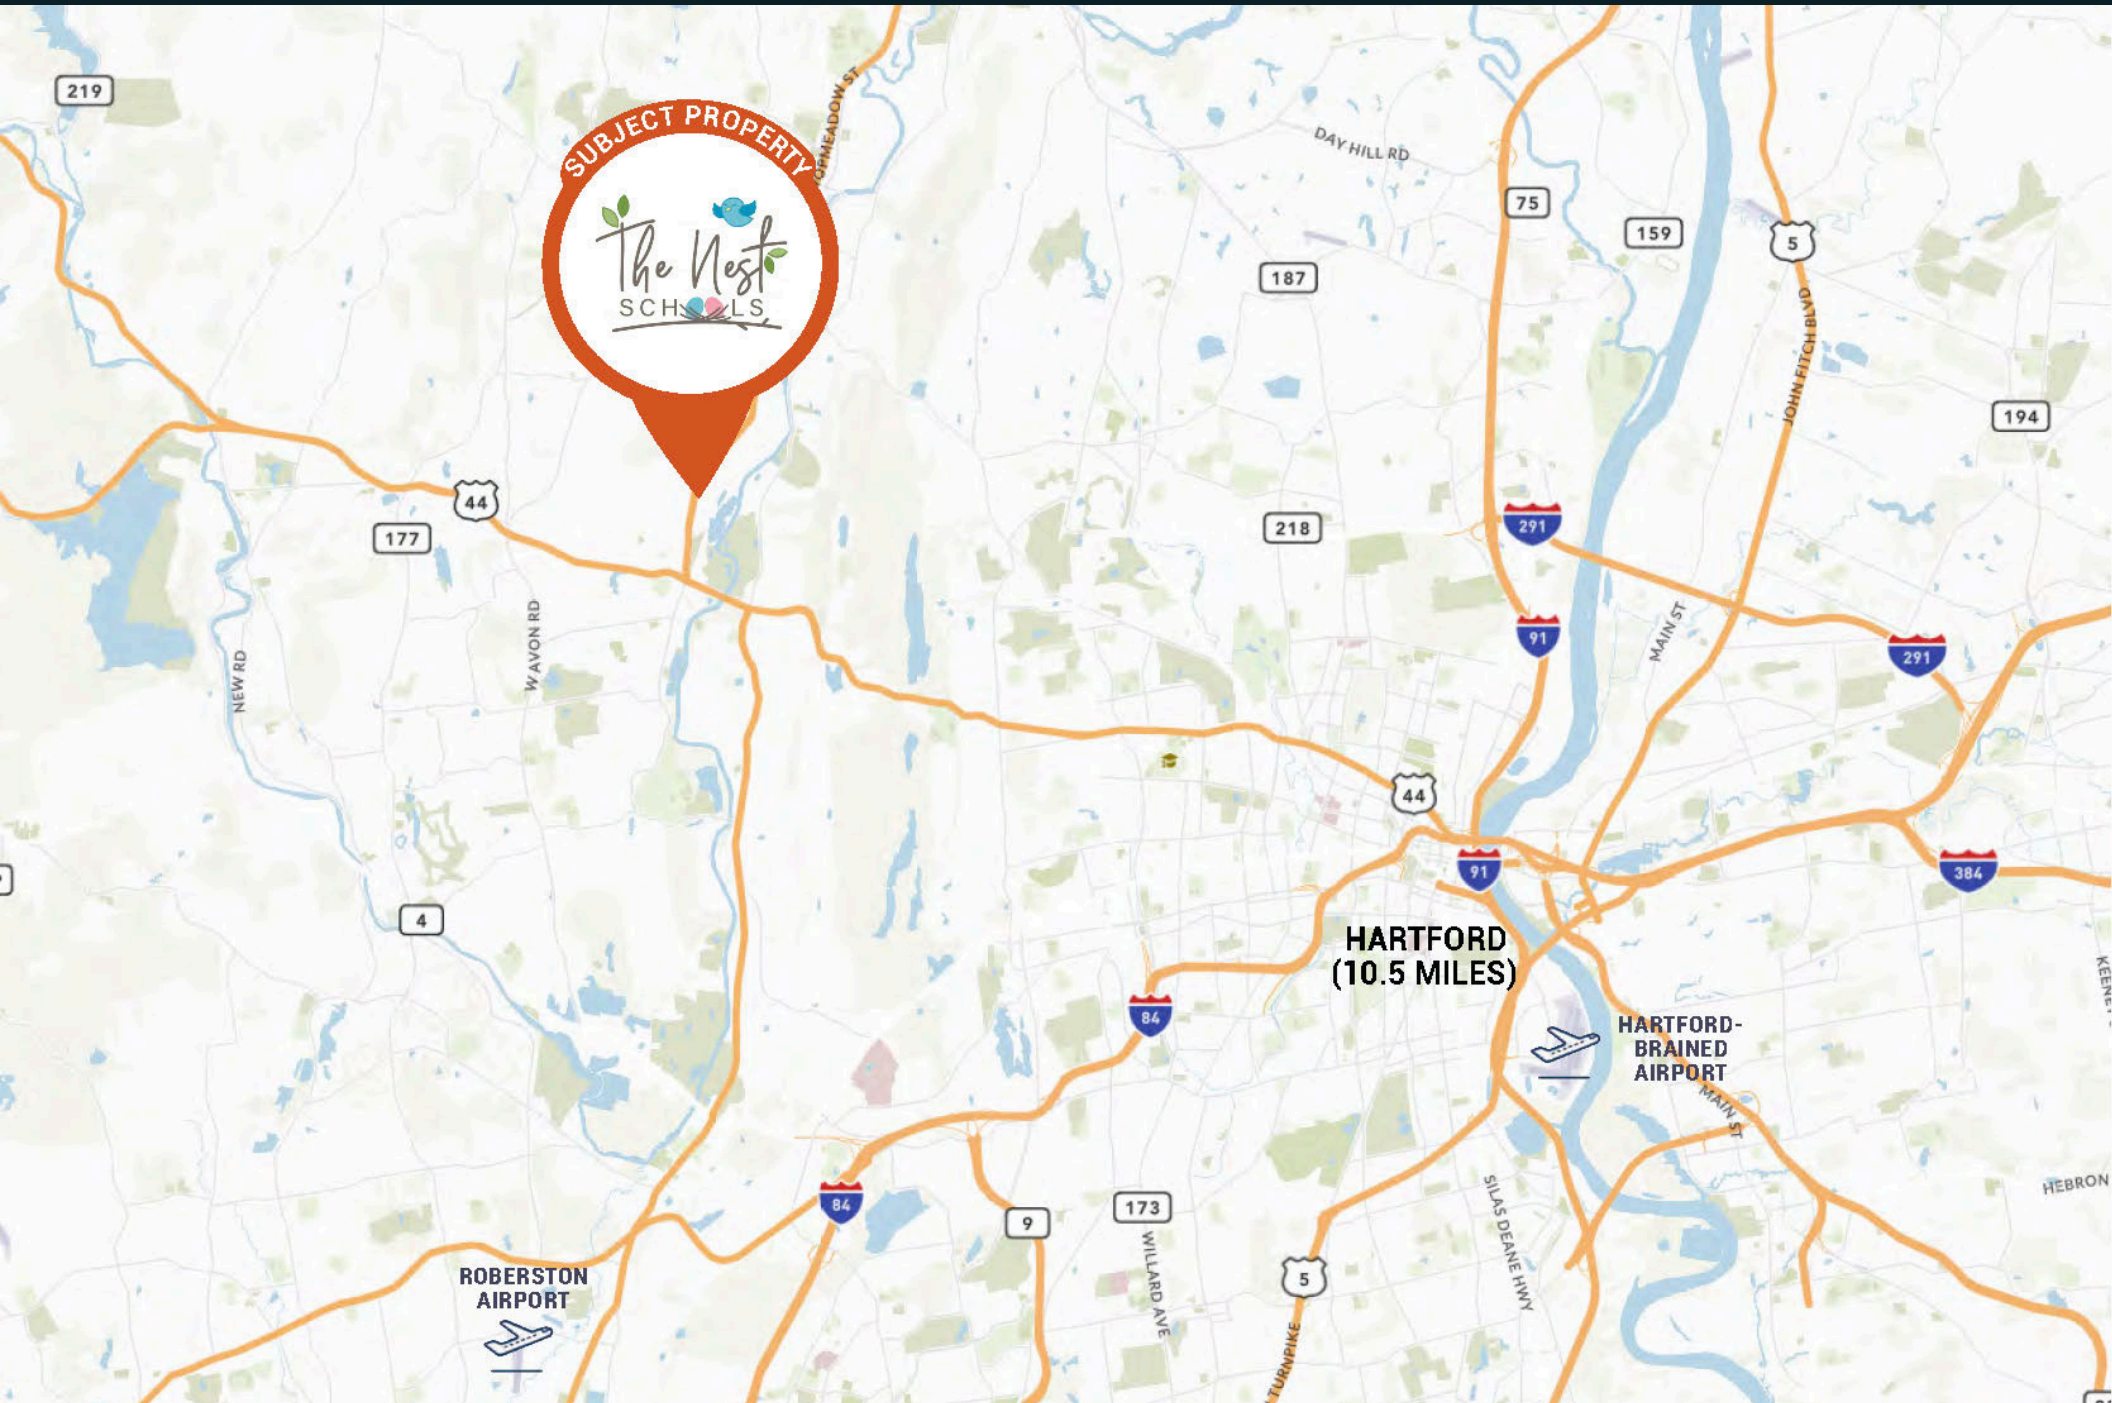 219
SUBJECT PROPERTY
The Nest
SCHOOLS
DAY HILL RD
75
159
5
187
JOHN FITCH BLVD
194
44
177
218
291
W AVON RD
MAIN ST
91
291
NEW RD
44
91
384
4
HARTFORD
(10.5 MILES)
84
HARTFORD-
BRAINED
AIRPORT
MAIN ST
HEBRON
84
9
173
SILAS DEANE HWY
WILLARD AVE
ROBERSTON
AIRPORT
5
TURNPIKE